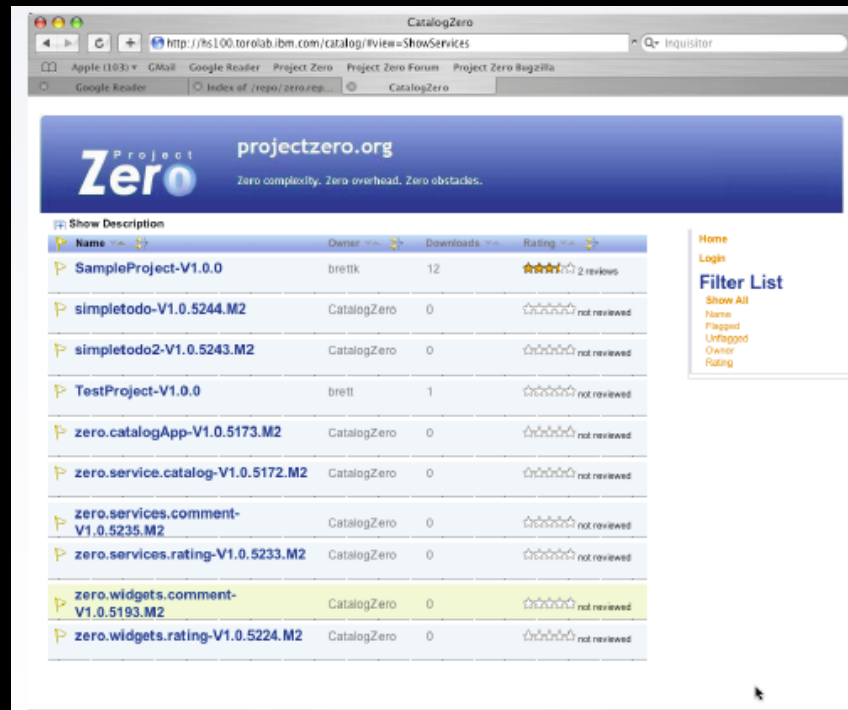 CatalogZero
http://hs100.torolab.ibm.com/catalog/#view=ShowServices
Inquisitor
Apple (103) GMail Google Reader Project Zero Project Zero Forum Project Zero Bugzilla
Google Reader Index of /repo/zero.rep... CatalogZero
Project
Zero
projectzero.org
Zero complexity. Zero overhead. Zero obstacles.
Show Description
Name Owner Downloads Rating
SampleProject-V1.0.0 brettk 12 2 reviews
simpletodo-V1.0.5244.M2 CatalogZero 0 not reviewed
simpletodo2-V1.0.5243.M2 CatalogZero 0 not reviewed
TestProject-V1.0.0 brett 1 not reviewed
zero.catalogApp-V1.0.5173.M2 CatalogZero 0 not reviewed
zero.service.catalog-V1.0.5172.M2 CatalogZero 0 not reviewed
zero.services.comment-
V1.0.5235.M2 CatalogZero 0 not reviewed
zero.services.rating-V1.0.5233.M2 CatalogZero 0 not reviewed
zero.widgets.comment-
V1.0.5193.M2 CatalogZero 0 not reviewed
zero.widgets.rating-V1.0.5224.M2 CatalogZero 0 not reviewed
Home
Login
Filter List
Show All
Name
Flagged
Unflagged
Owner
Rating